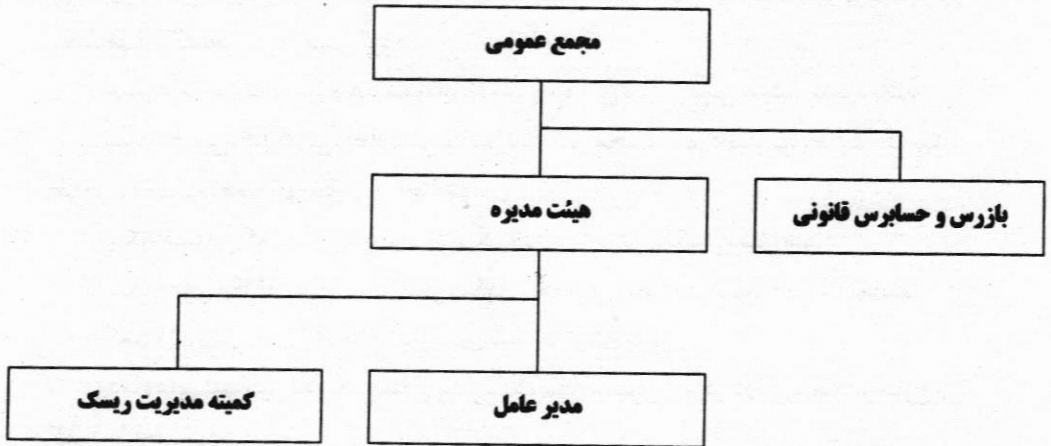 مجمع عمومی
بازرس و حسابرس قانونی
هیئت مدیره
مدیر عامل
کمیته مدیریت ریسک